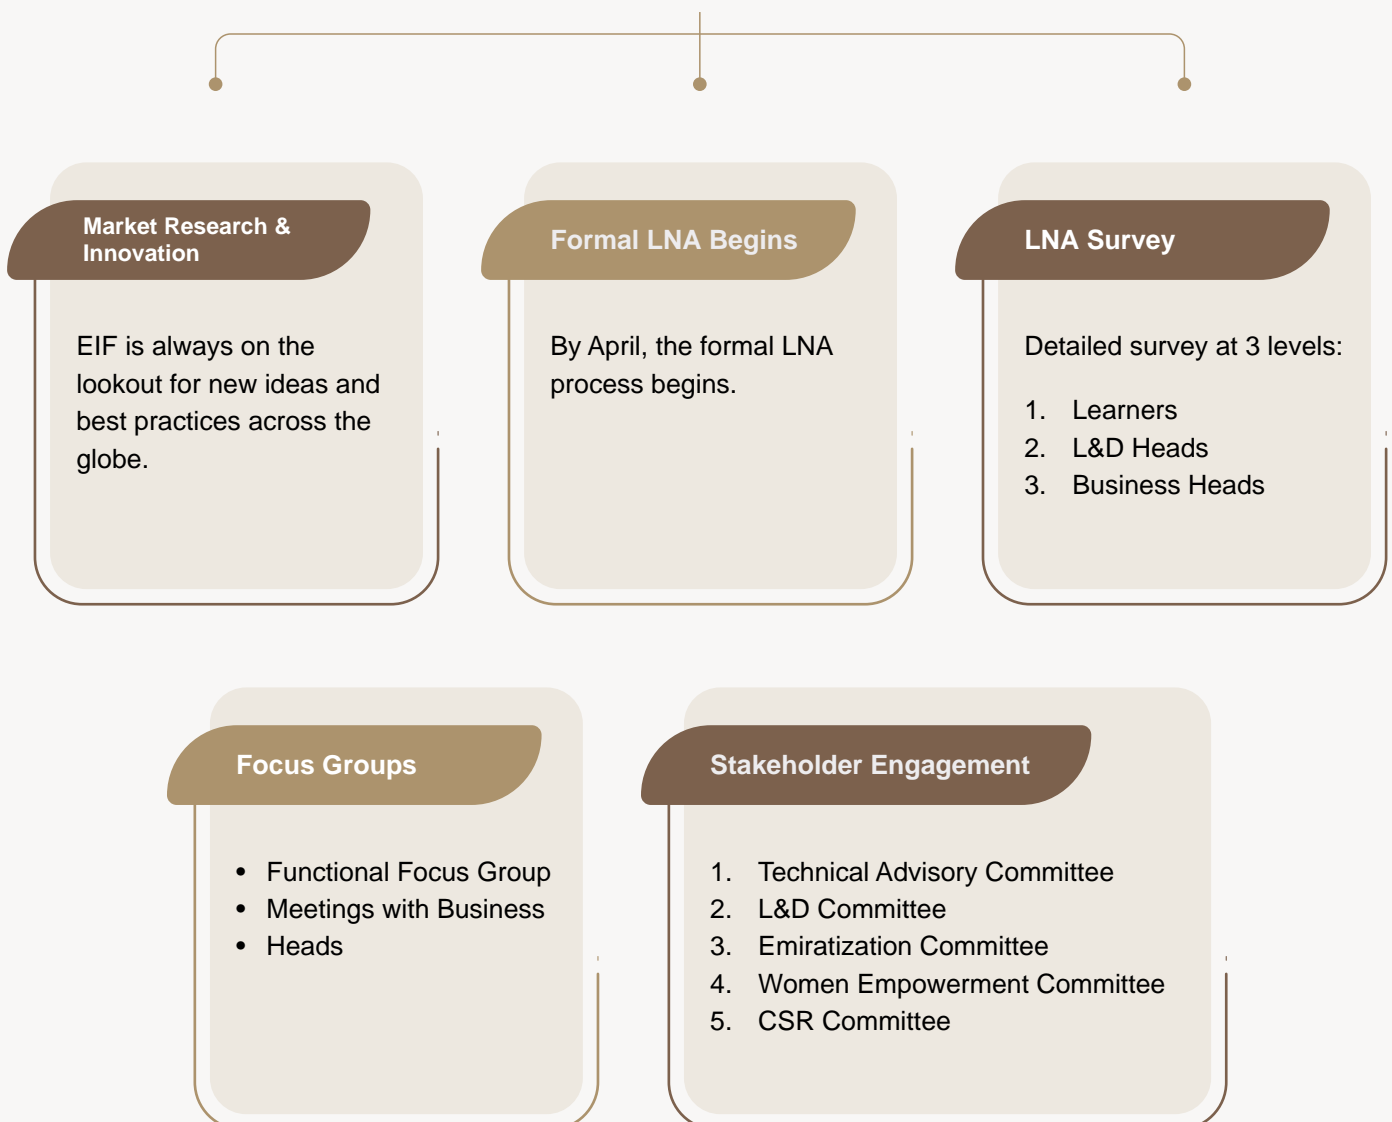 Market Research &
Innovation
EIF is always on the
lookout for new ideas and
best practices across the
globe.
Formal LNA Begins
By April, the formal LNA
process begins.
LNA Survey
Detailed survey at 3 levels:
1. Learners
2. L&D Heads
3. Business Heads
Focus Groups
• Functional Focus Group
• Meetings with Business
• Heads
Stakeholder Engagement
1. Technical Advisory Committee
2. L&D Committee
3. Emiratization Committee
4. Women Empowerment Committee
5. CSR Committee